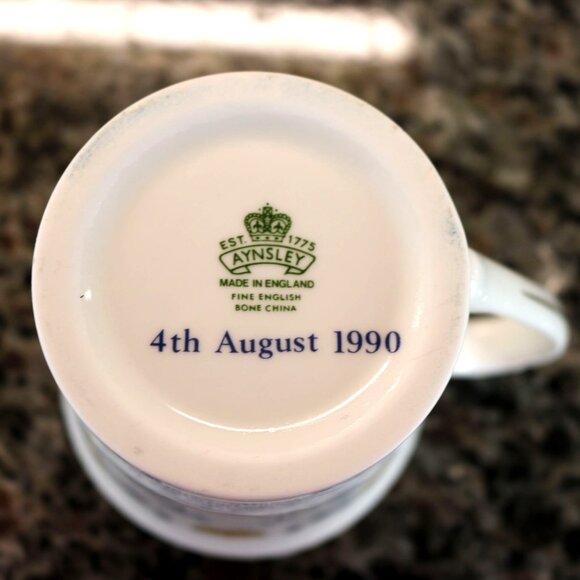 EST. 1775
AYNSLEY
MADE IN ENGLAND
FINE ENGLISH
BONE CHINA
4th August 1990